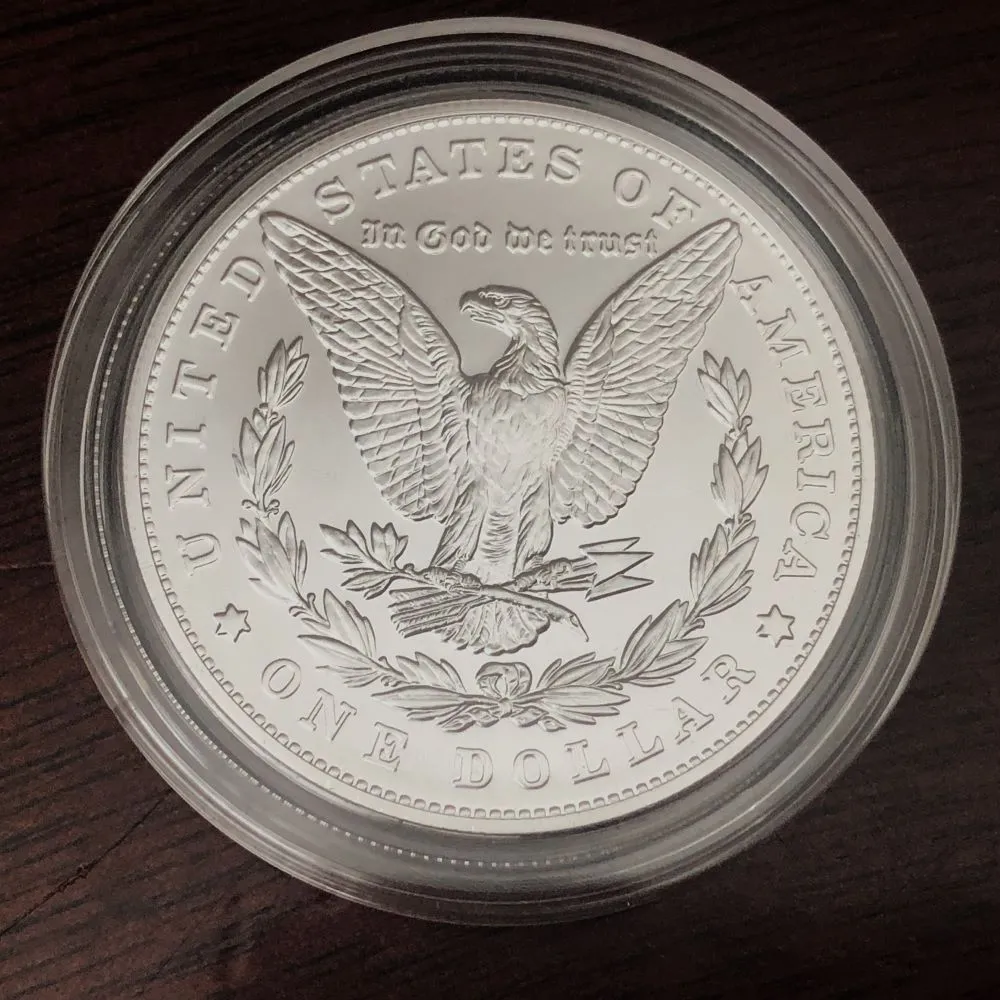 UNITED STATES OF AMERICA
In God we trust
ONE DOLLAR